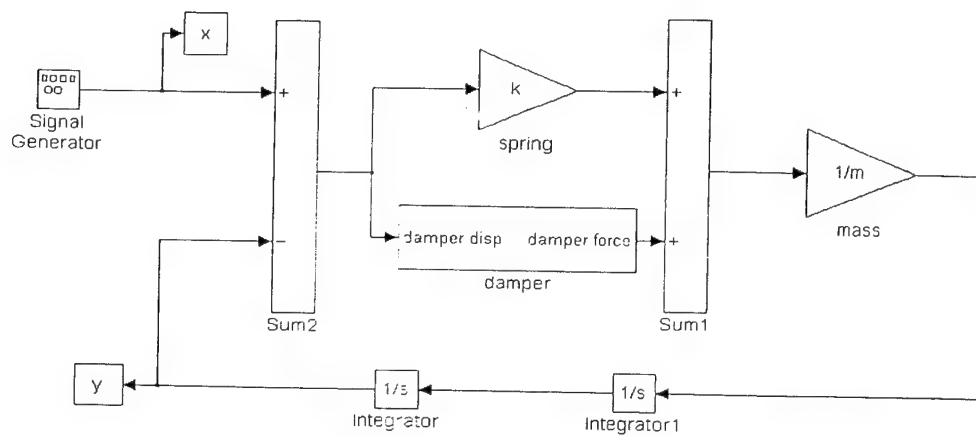 x
+
Signal
Generator
k
spring
+
1/m
mass
−
damper disp damper force
+
damper
Sum2
Sum1
y
1/s
Integrator
1/s
Integrator1